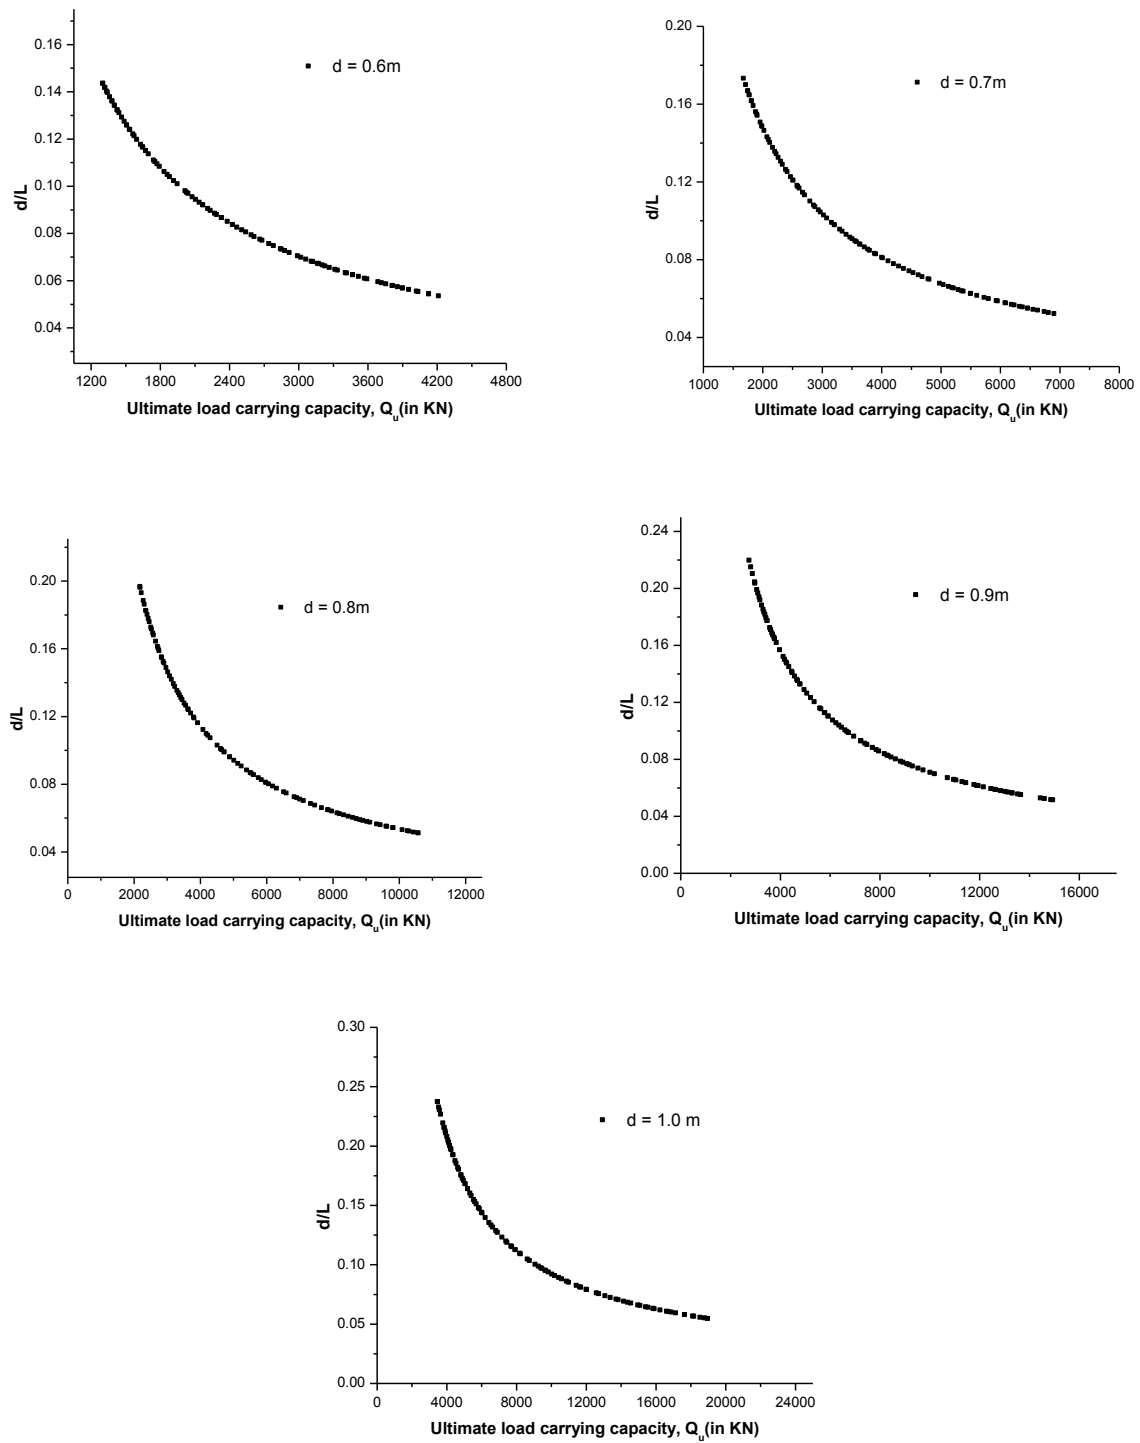 0.16
0.14
0.12
0.10
0.08
0.06
0.04
d/L
d = 0.6m
1200 1800 2400 3000 3600 4200 4800
Ultimate load carrying capacity, Qu(in KN)
0.20
0.16
0.12
0.08
0.04
d/L
d = 0.7m
1000 2000 3000 4000 5000 6000 7000 8000
Ultimate load carrying capacity, Qu(in KN)
0.20
0.16
0.12
0.08
0.04
d/L
d = 0.8m
0 2000 4000 6000 8000 10000 12000
Ultimate load carrying capacity, Qu(in KN)
0.24
0.20
0.16
0.12
0.08
0.04
0.00
d/L
d = 0.9m
0 4000 8000 12000 16000
Ultimate load carrying capacity, Qu(in KN)
0.30
0.25
0.20
0.15
0.10
0.05
0.00
d/L
d = 1.0 m
0 4000 8000 12000 16000 20000 24000
Ultimate load carrying capacity, Qu(in KN)